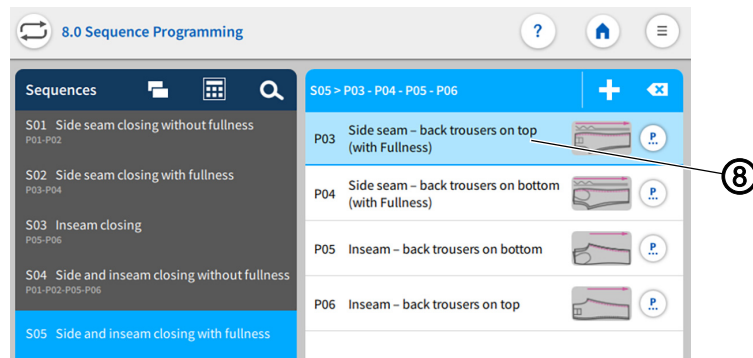 8.0 Sequence Programming
?
Sequences
S05 > P03 - P04 - P05 - P06
S01 Side seam closing without fullness
P01-P02
S02 Side seam closing with fullness
P03-P04
S03 Inseam closing
P05-P06
S04 Side and inseam closing without fullness
P01-P02-P05-P06
S05 Side and inseam closing with fullness
P03 Side seam – back trousers on top
(with Fullness)
P...
P04 Side seam – back trousers on bottom
(with Fullness)
P...
P05 Inseam – back trousers on bottom
P...
P06 Inseam – back trousers on top
P...
8